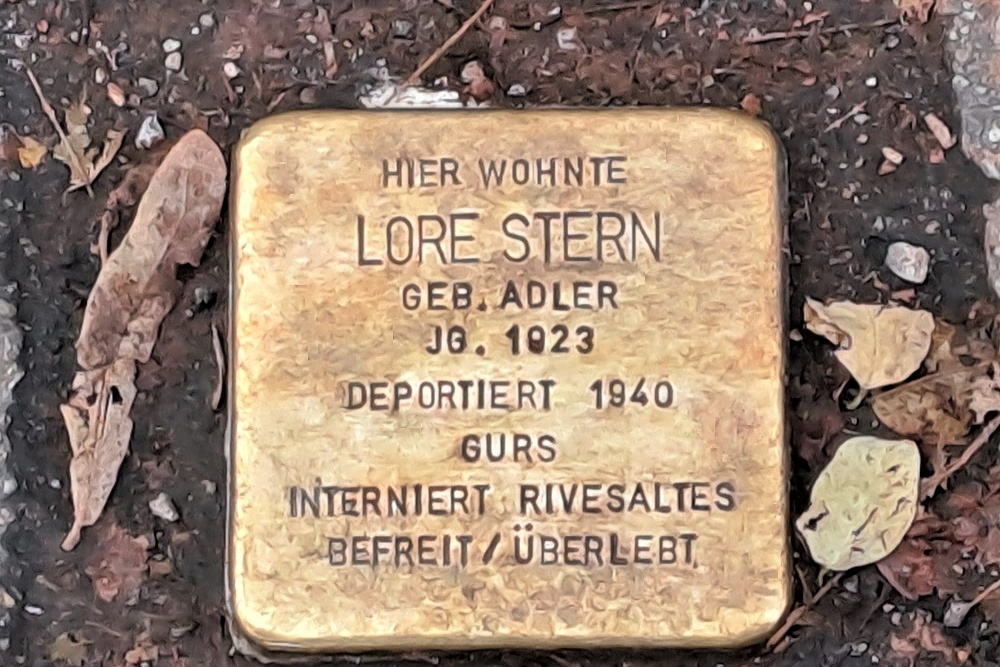 HIER WOHNTE
LORE STERN
GEB. ADLER
JG. 1923
DEPORTIERT 1940
GURS
INTERNIERT RIVESALTES
BEFREIT / ÜBERLEBT